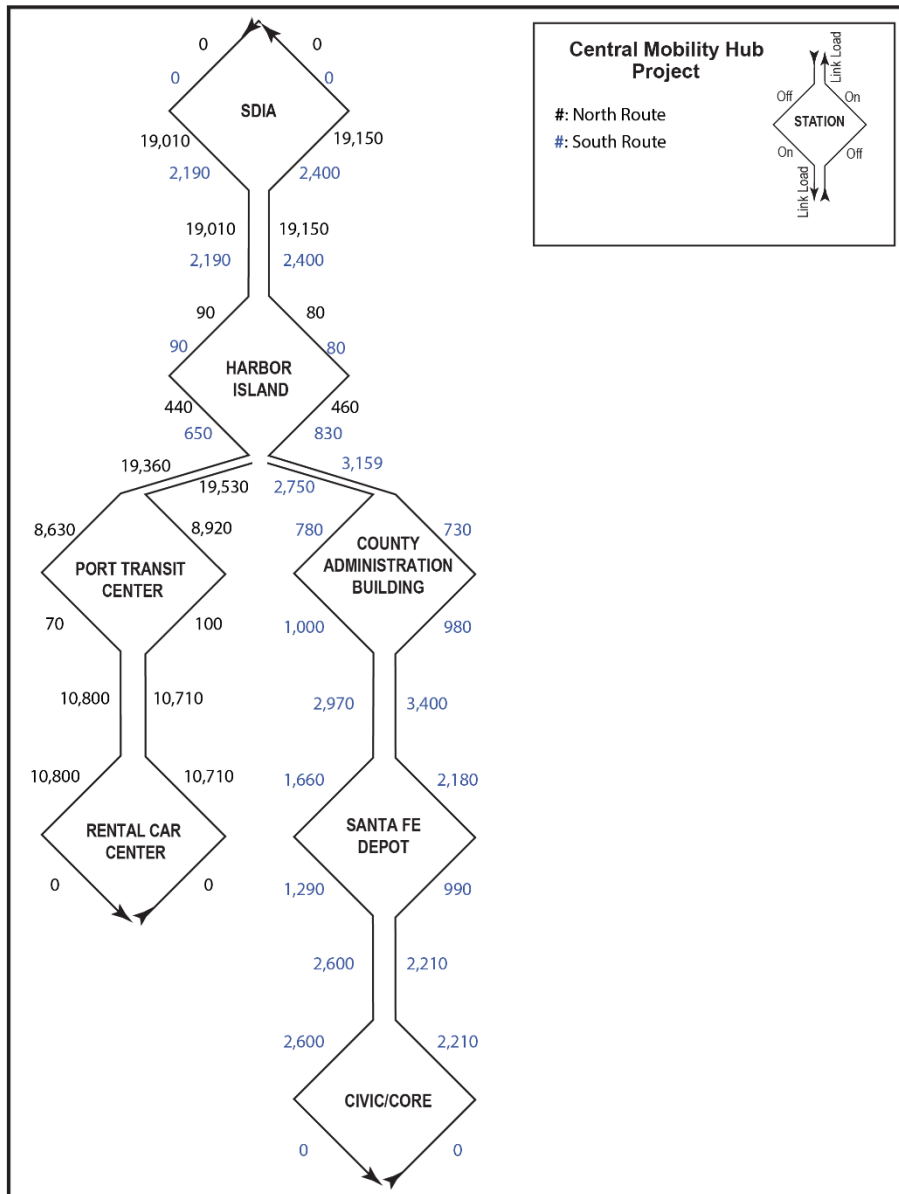 Central Mobility Hub
Project
#: North Route
#: South Route
Link Load
Off
On
STATION
On
Off
Link Load
0
0
0
0
SDIA
19,010
19,150
2,190
2,400
19,010
19,150
2,190
2,400
90
80
90
80
HARBOR
ISLAND
440
460
650
830
19,360
3,159
19,530
2,750
8,630
8,920
780
730
PORT TRANSIT
CENTER
COUNTY
ADMINISTRATION
BUILDING
70
100
1,000
980
10,800
10,710
2,970
3,400
10,800
10,710
1,660
2,180
RENTAL CAR
CENTER
SANTA FE
DEPOT
0
0
1,290
990
2,600
2,210
2,600
2,210
CIVIC/CORE
0
0